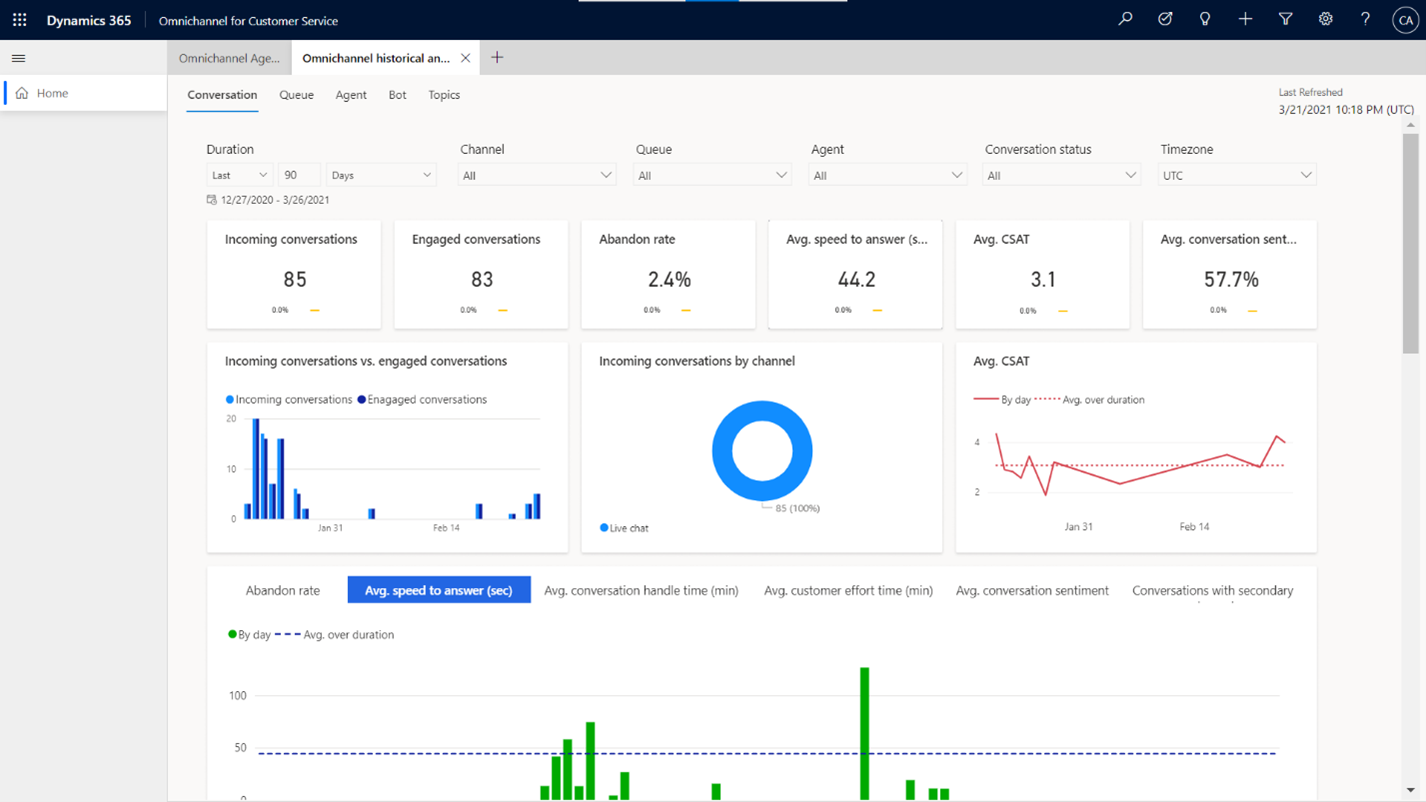 Dynamics 365 Omnichannel for Customer Service CA
Omnichannel Age... Omnichannel historical an...
Home
Conversation Queue Agent Bot Topics
Last Refreshed
3/21/2021 10:18 PM (UTC)
Duration Channel Queue Agent Conversation status Timezone
Last 90 Days All All All All UTC
12/27/2020 - 3/26/2021
Incoming conversations
85
0.0%
Engaged conversations
83
0.0%
Abandon rate
2.4%
0.0%
Avg. speed to answer (s...
44.2
0.0%
Avg. CSAT
3.1
0.0%
Avg. conversation sent...
57.7%
0.0%
Incoming conversations vs. engaged conversations
Incoming conversations Enagaged conversations
20
10
0
Jan 31 Feb 14
Incoming conversations by channel
85 (100%)
Live chat
Avg. CSAT
By day Avg. over duration
4
2
Jan 31 Feb 14
Abandon rate Avg. speed to answer (sec) Avg. conversation handle time (min) Avg. customer effort time (min) Avg. conversation sentiment Conversations with secondary
By day Avg. over duration
100
50
0